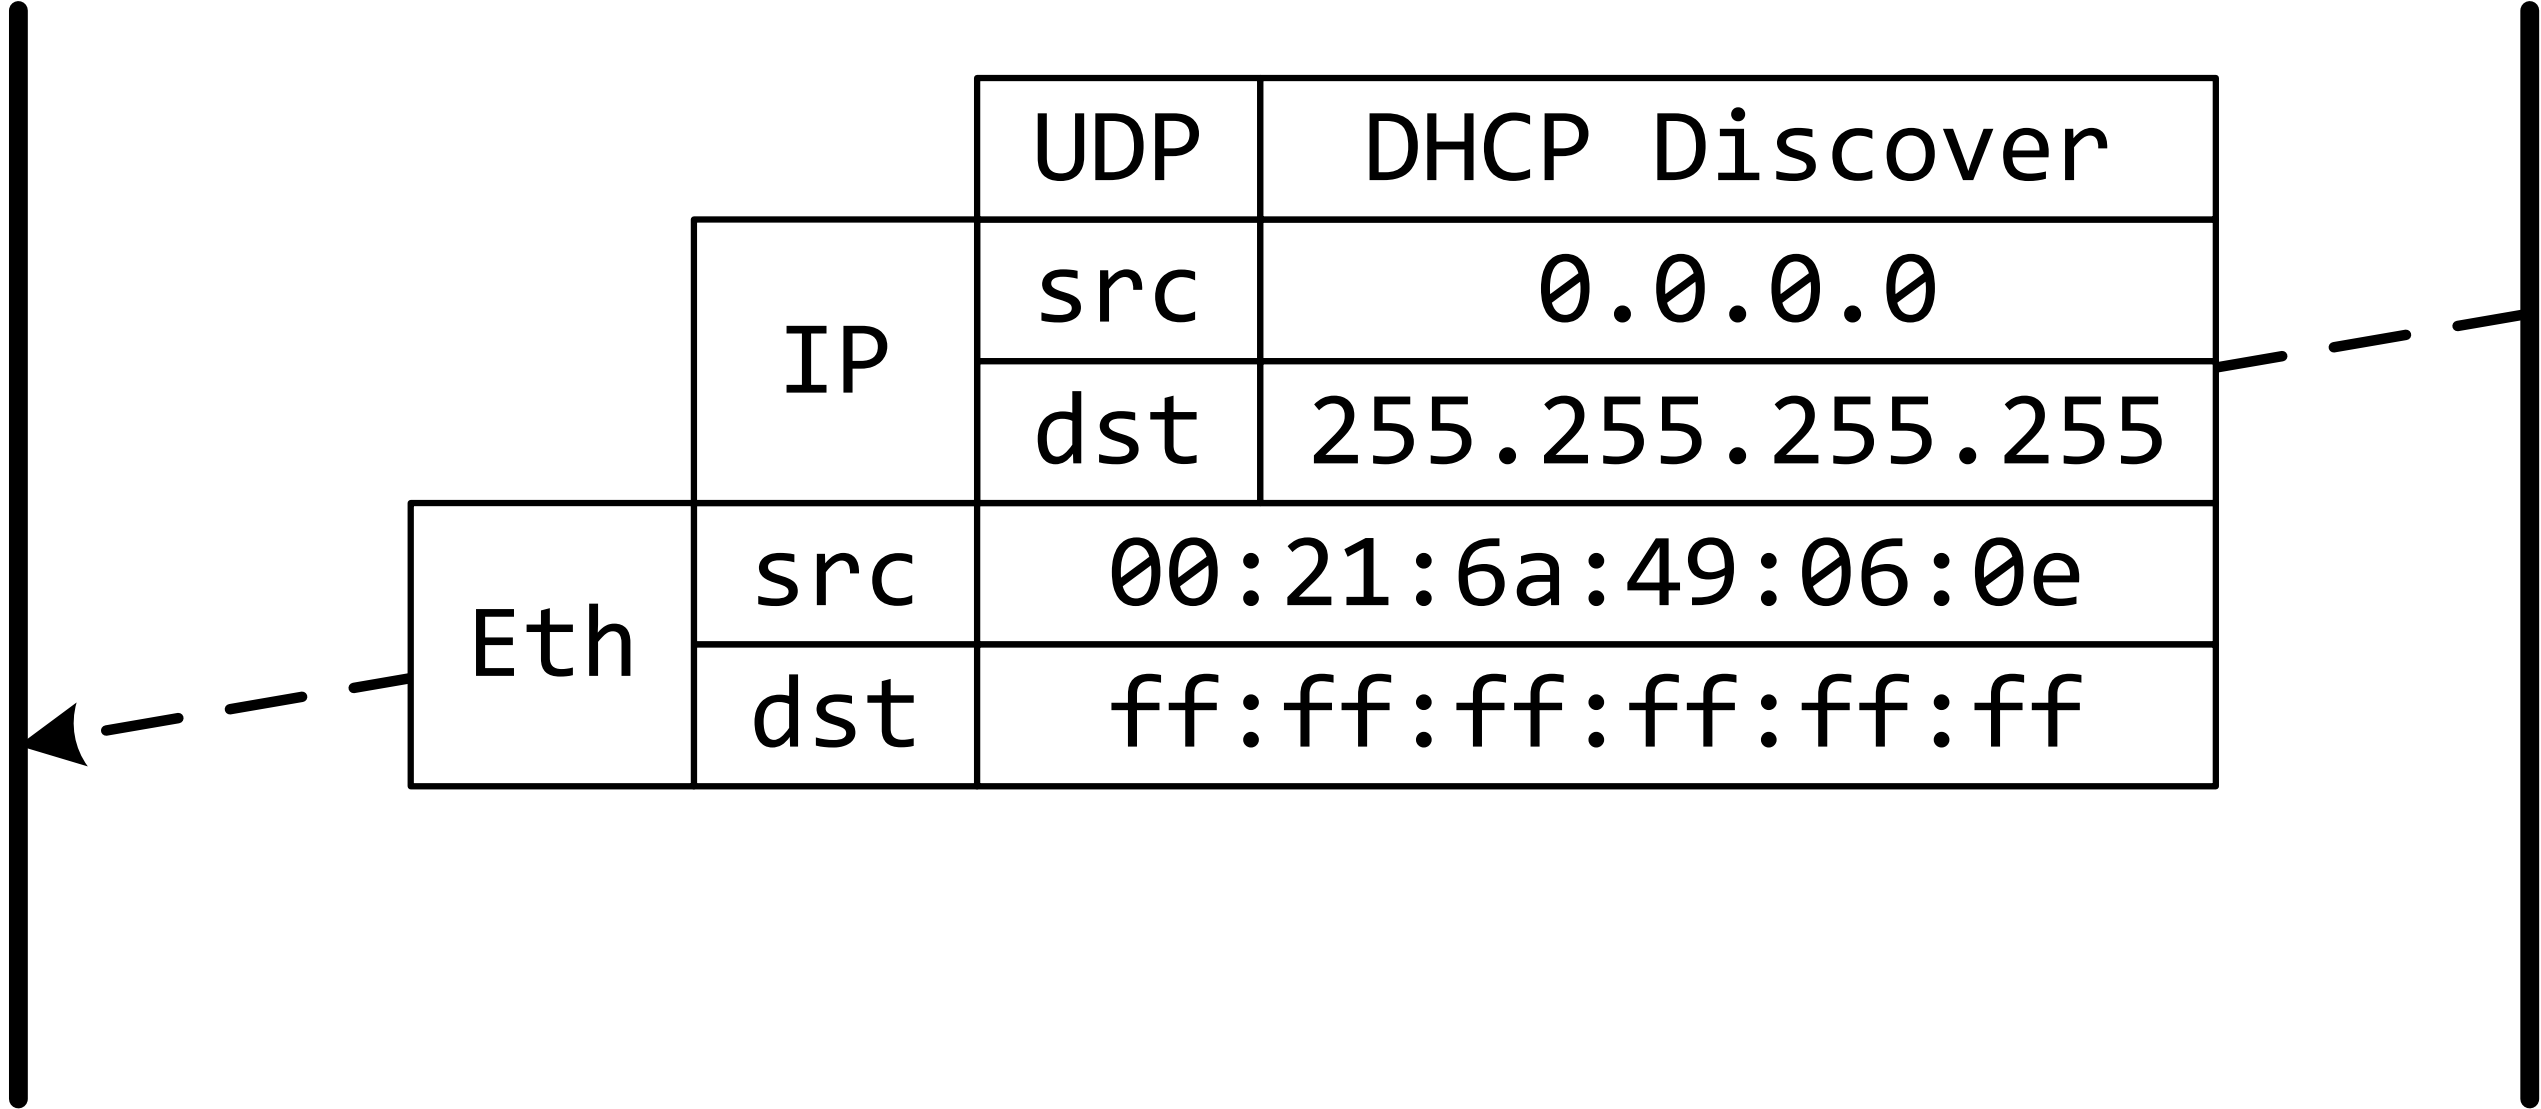 UDP DHCP Discover
IP
src 0.0.0.0
dst 255.255.255.255
Eth
src 00:21:6a:49:06:0e
dst ff:ff:ff:ff:ff:ff